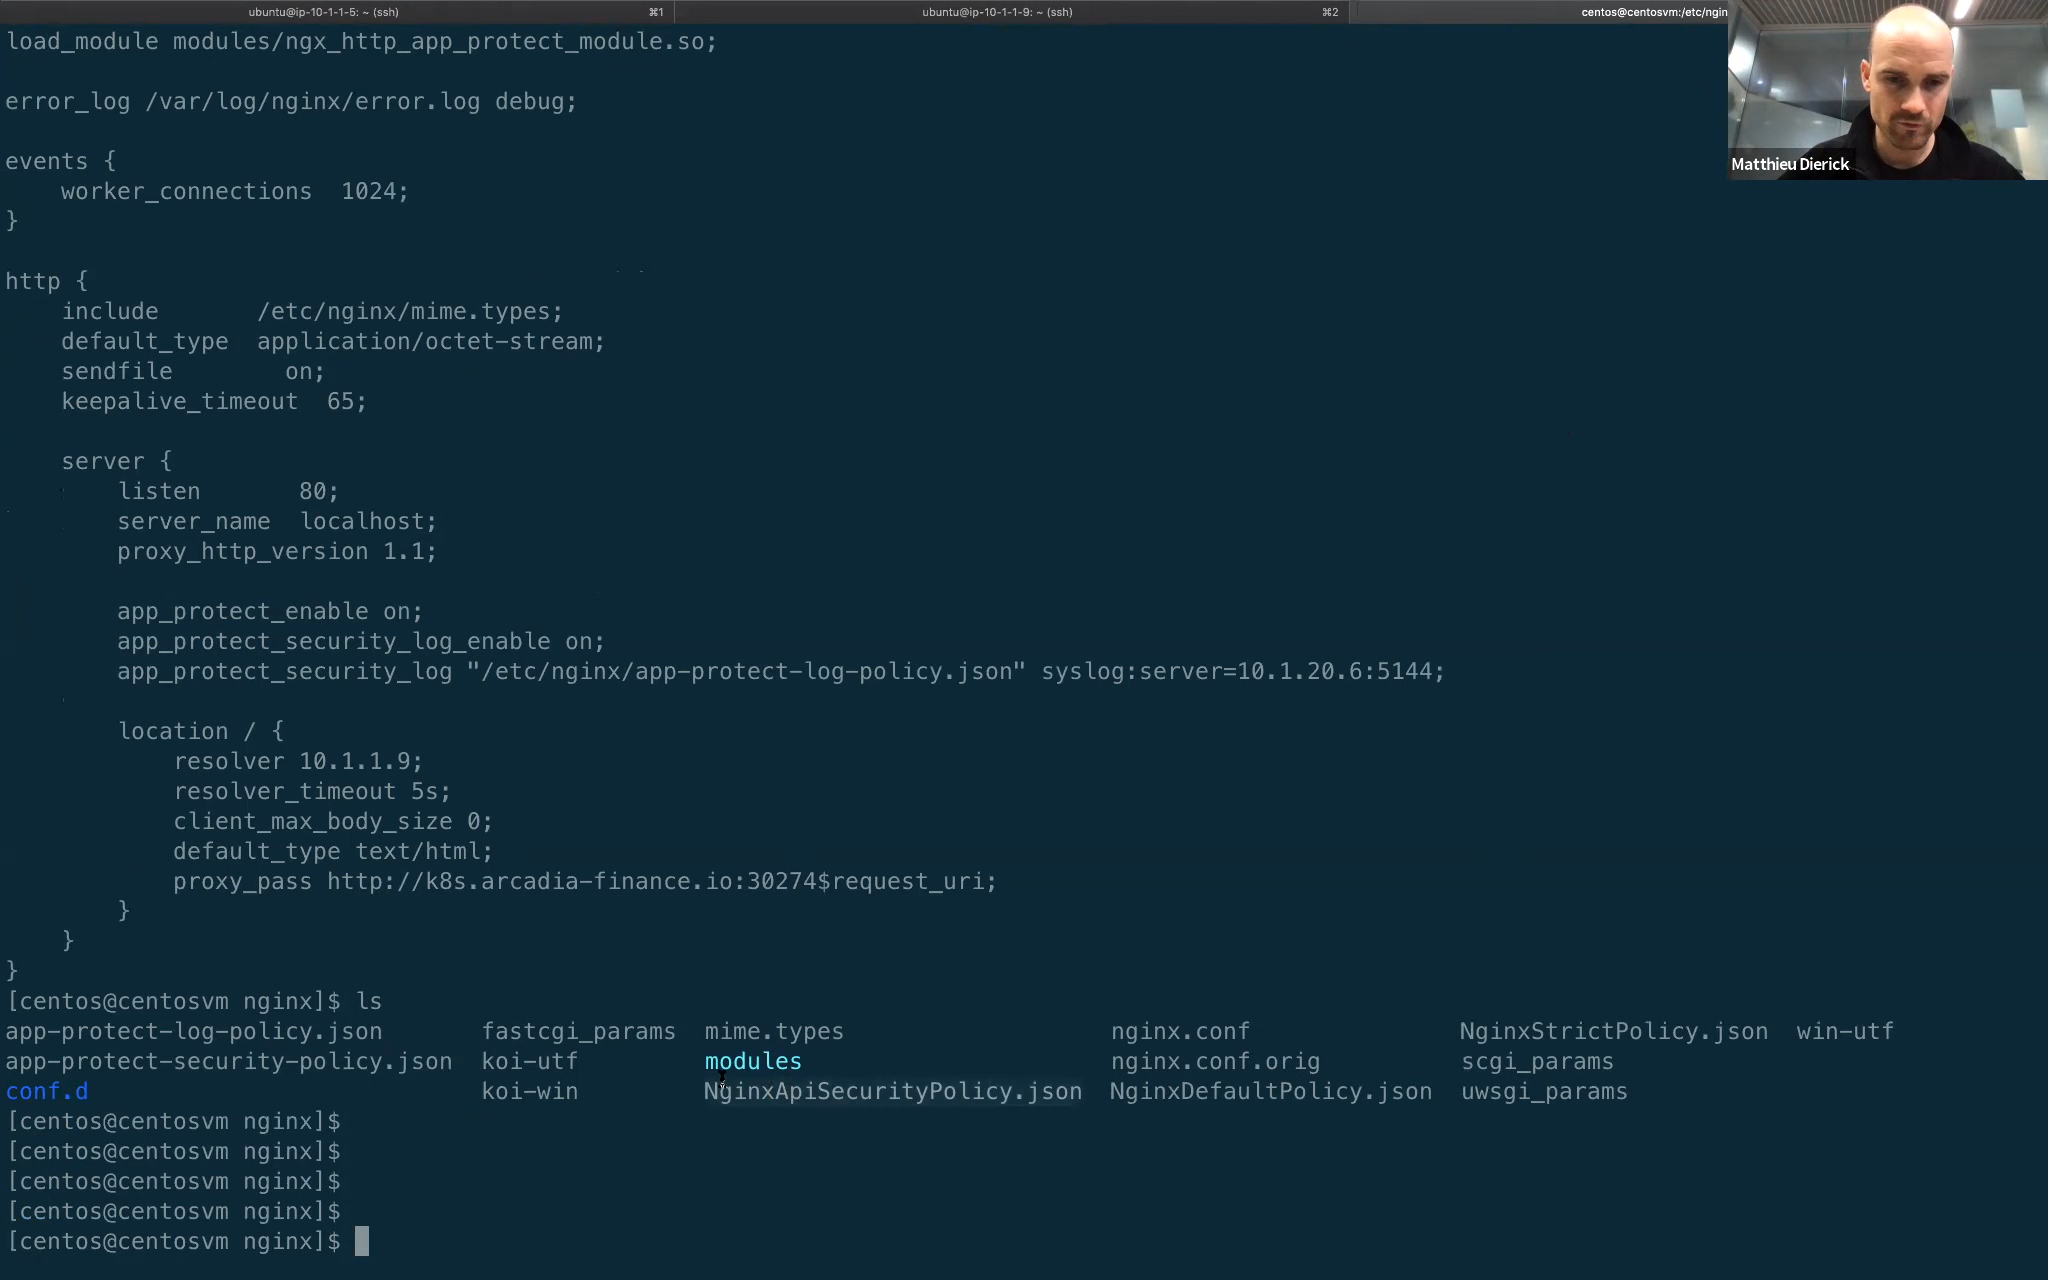 ubuntu@ip-10-1-1-5: ~ (ssh) ⌘1 ubuntu@ip-10-1-1-9: ~ (ssh) ⌘2 centos@centosvm:/etc/ngin
load_module modules/ngx_http_app_protect_module.so;
error_log /var/log/nginx/error.log debug;
events {
    worker_connections  1024;
}
http {
    include       /etc/nginx/mime.types;
    default_type  application/octet-stream;
    sendfile        on;
    keepalive_timeout  65;
    server {
        listen       80;
        server_name  localhost;
        proxy_http_version 1.1;
        app_protect_enable on;
        app_protect_security_log_enable on;
        app_protect_security_log "/etc/nginx/app-protect-log-policy.json" syslog:server=10.1.20.6:5144;
        location / {
            resolver 10.1.1.9;
            resolver_timeout 5s;
            client_max_body_size 0;
            default_type text/html;
            proxy_pass http://k8s.arcadia-finance.io:30274$request_uri;
        }
    }
}
[centos@centosvm nginx]$ ls
app-protect-log-policy.json       fastcgi_params  mime.types                   nginx.conf               NginxStrictPolicy.json  win-utf
app-protect-security-policy.json  koi-utf         modules                      nginx.conf.orig          scgi_params
conf.d                            koi-win         NginxApiSecurityPolicy.json  NginxDefaultPolicy.json  uwsgi_params
[centos@centosvm nginx]$
[centos@centosvm nginx]$
[centos@centosvm nginx]$
[centos@centosvm nginx]$
[centos@centosvm nginx]$
Matthieu Dierick